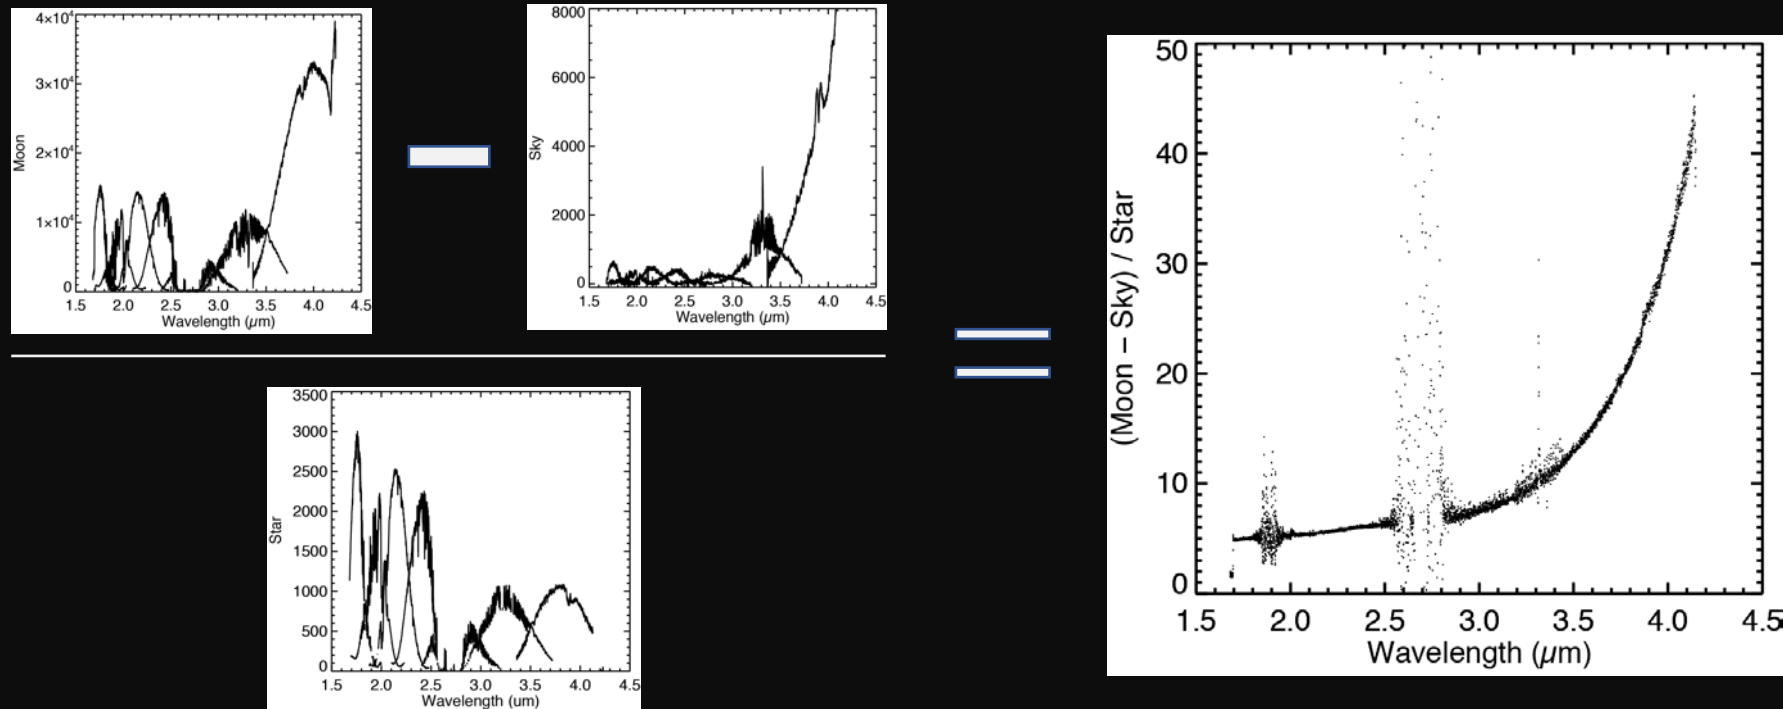 4×10⁴
3×10⁴
2×10⁴
1×10⁴
0
Moon
1.5 2.0 2.5 3.0 3.5 4.0 4.5
Wavelength (µm)
8000
6000
4000
2000
0
Sky
1.5 2.0 2.5 3.0 3.5 4.0 4.5
Wavelength (µm)
3500
3000
2500
2000
1500
1000
500
0
Star
1.5 2.0 2.5 3.0 3.5 4.0 4.5
Wavelength (um)
50
40
30
20
10
0
(Moon – Sky) / Star
1.5 2.0 2.5 3.0 3.5 4.0 4.5
Wavelength (µm)